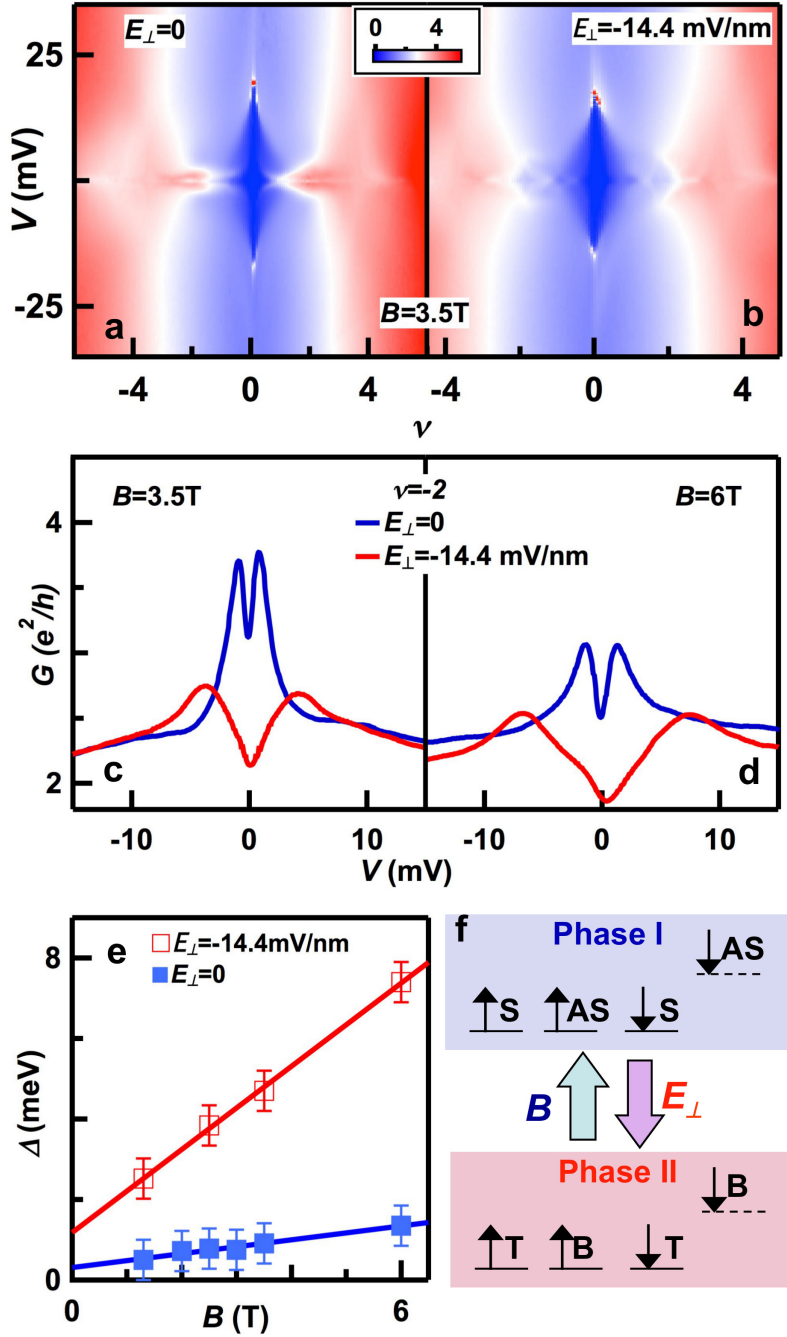 E⊥=0
0 4
E⊥=-14.4 mV/nm
25
V (mV)
-25
a
B=3.5T
b
-4 0 4 -4 0 4
ν
B=3.5T
ν=-2
B=6T
E⊥=0
E⊥=-14.4 mV/nm
4
G (e²/h)
2
c
d
-10 0 10 -10 0 10
V (mV)
e
E⊥=-14.4mV/nm
E⊥=0
8
Δ (meV)
0
0 6
B (T)
f
Phase I
↓AS
↑S ↑AS ↓S
B
E⊥
Phase II
↓B
↑T ↑B ↓T